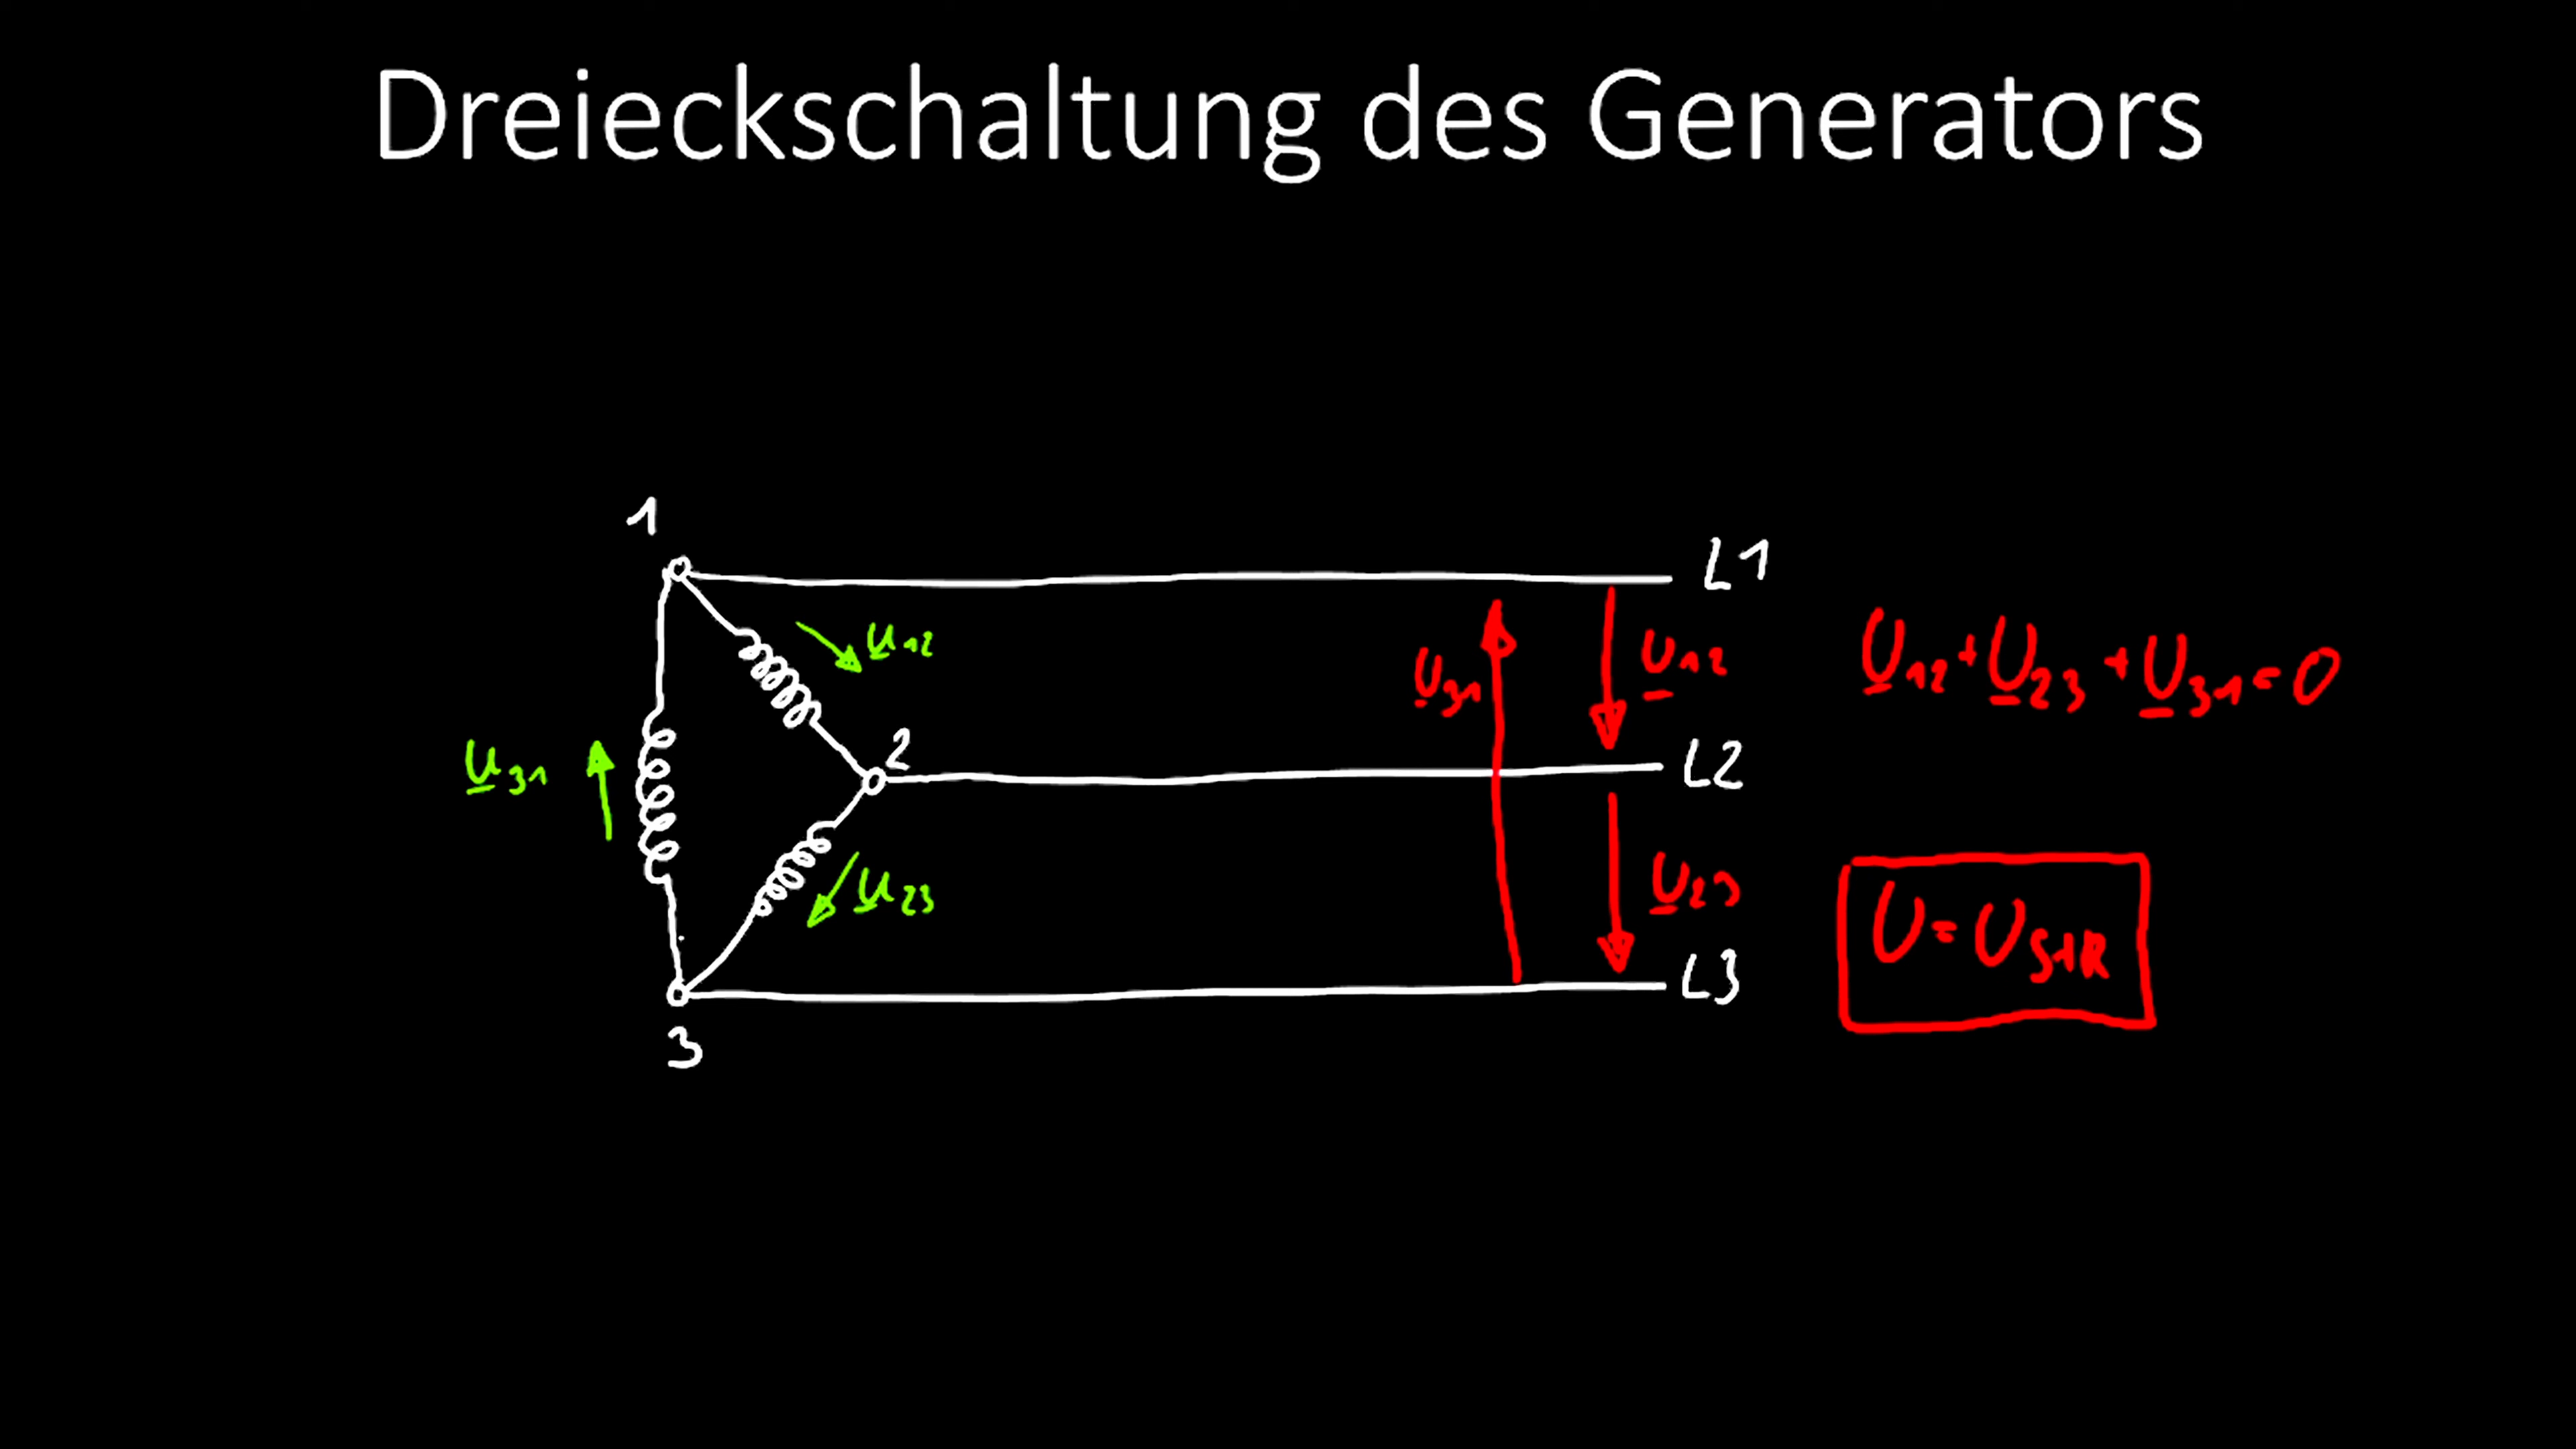 Dreieckschaltung des Generators
1
L1
U12
U31
U12
U12+U23+U31=0
2
L2
U31
U23
U23
U=USTR
L3
3